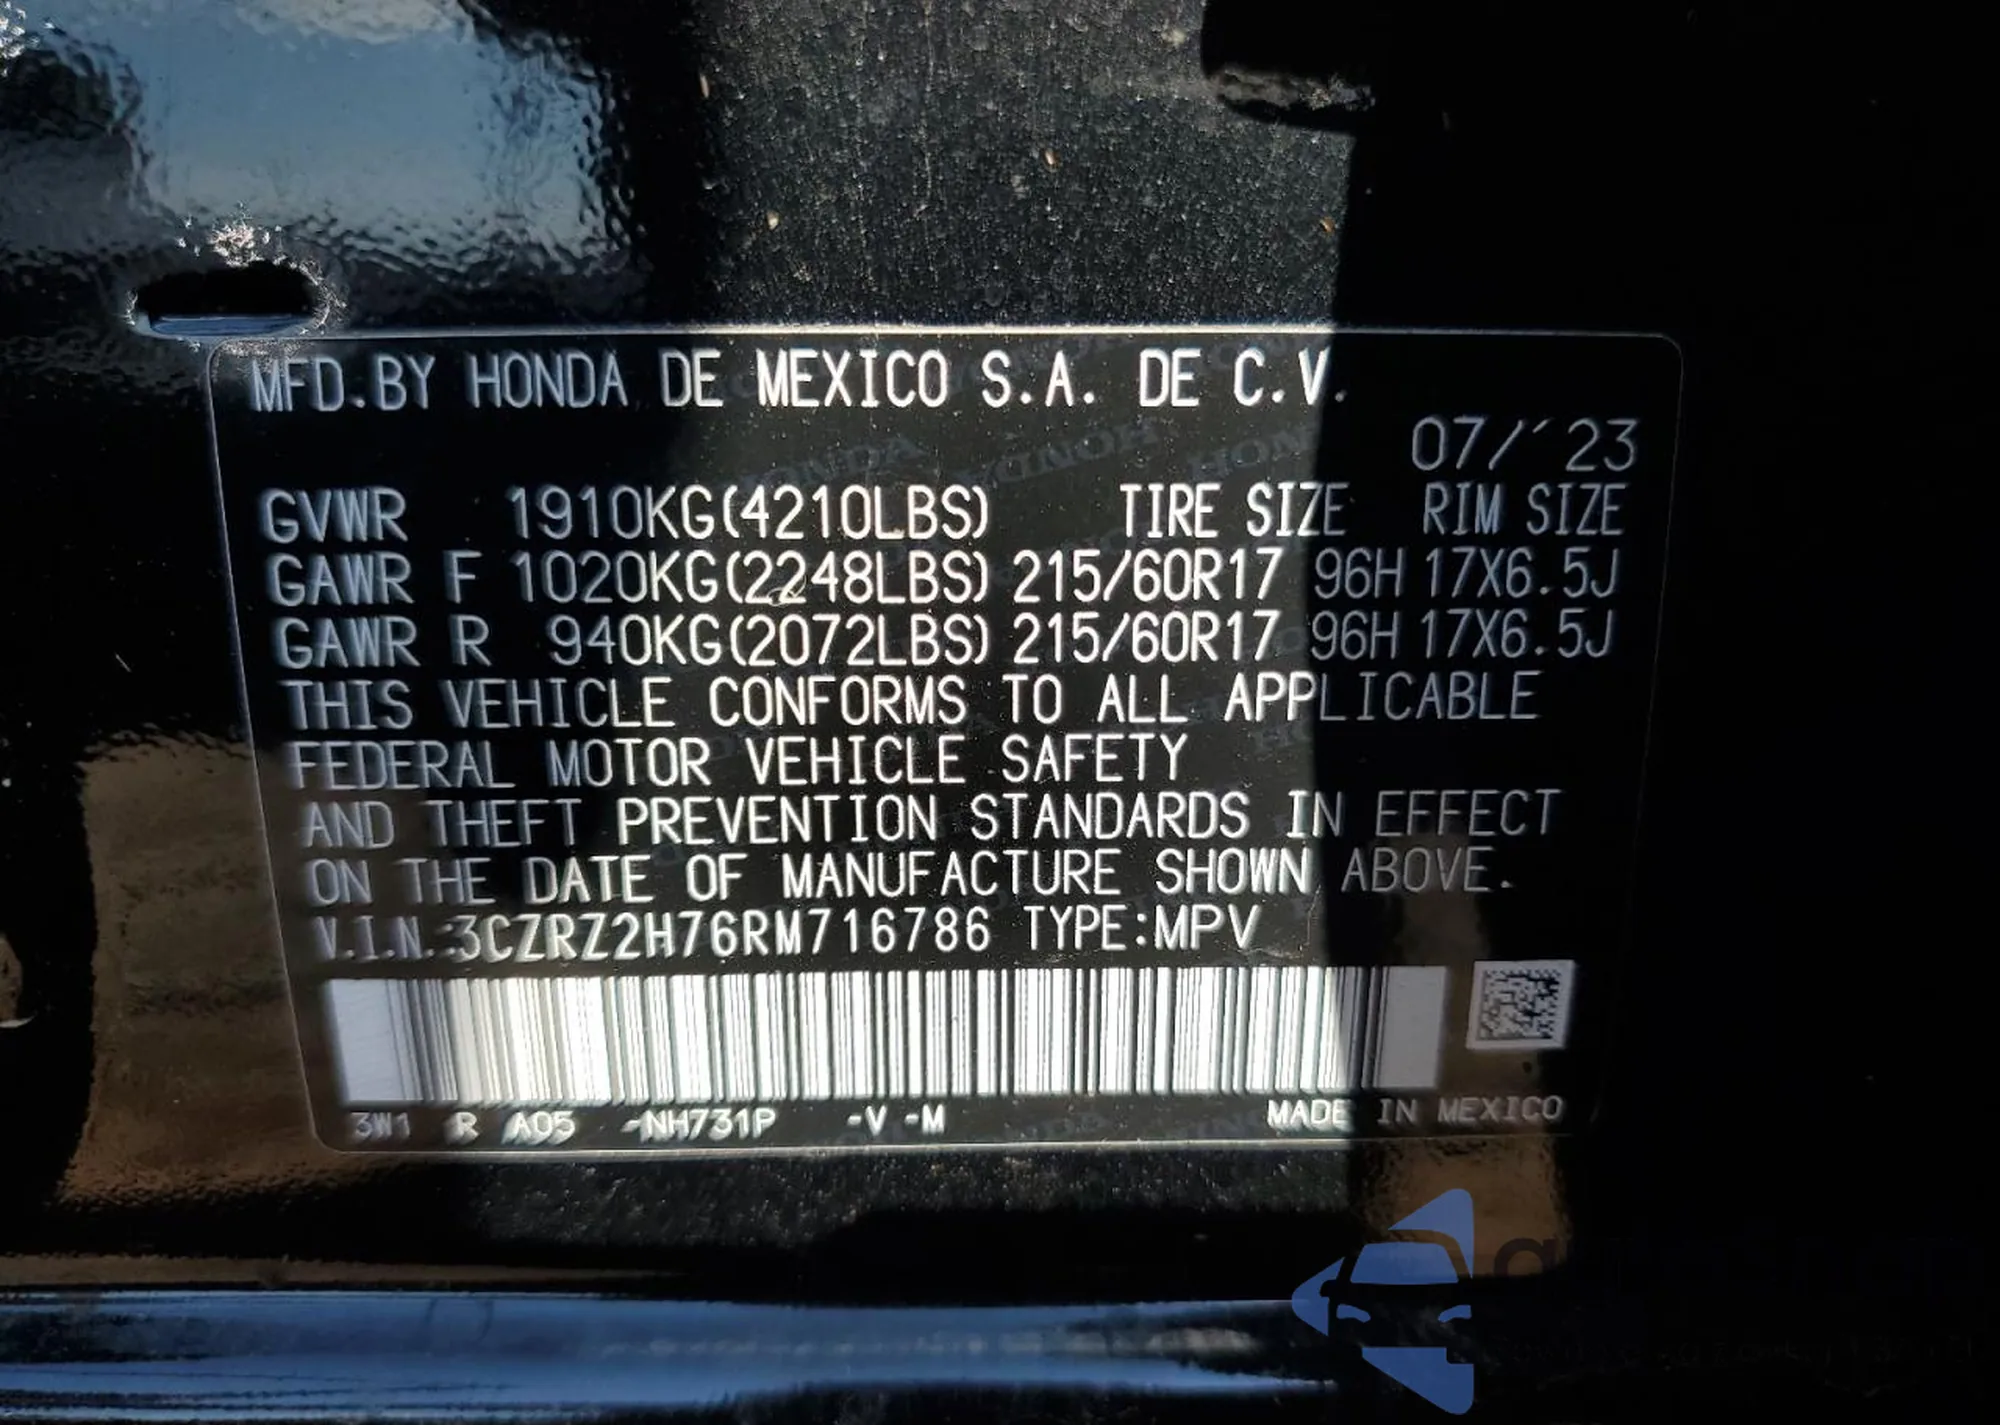 MFD.BY HONDA DE MEXICO S.A. DE C.V.
07/´23
GVWR 1910KG(4210LBS) TIRE SIZE RIM SIZE
GAWR F 1020KG(2248LBS) 215/60R17 96H 17X6.5J
GAWR R 940KG(2072LBS) 215/60R17 96H 17X6.5J
THIS VEHICLE CONFORMS TO ALL APPLICABLE
FEDERAL MOTOR VEHICLE SAFETY
AND THEFT PREVENTION STANDARDS IN EFFECT
ON THE DATE OF MANUFACTURE SHOWN ABOVE.
V.I.N.:3CZRZ2H76RM716786 TYPE:MPV
3W1 R A05 -NH731P -V -M MADE IN MEXICO